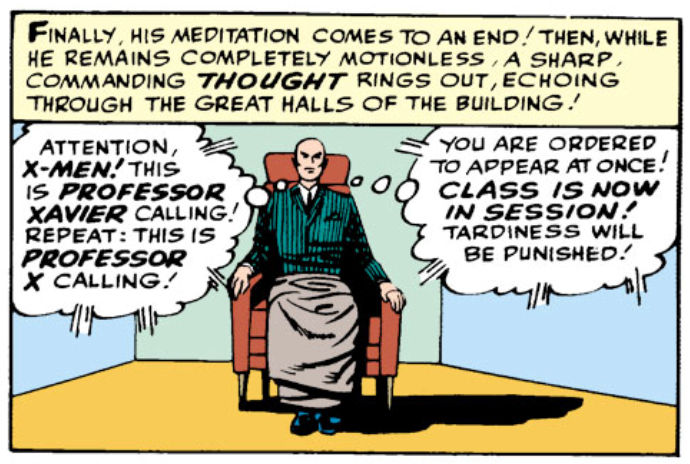 FINALLY, HIS MEDITATION COMES TO AN END! THEN, WHILE
HE REMAINS COMPLETELY MOTIONLESS, A SHARP,
COMMANDING THOUGHT RINGS OUT, ECHOING
THROUGH THE GREAT HALLS OF THE BUILDING!
ATTENTION,
X-MEN! THIS
IS PROFESSOR
XAVIER CALLING!
REPEAT: THIS IS
PROFESSOR
X CALLING!
YOU ARE ORDERED
TO APPEAR AT ONCE!
CLASS IS NOW
IN SESSION!
TARDINESS WILL
BE PUNISHED!